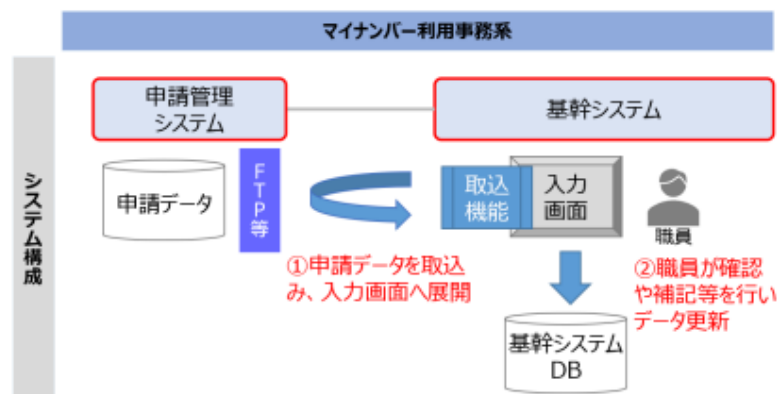 マイナンバー利用事務系
システム構成
申請管理
システム
基幹システム
申請データ
FTP等
取込
機能
入力
画面
職員
①申請データを取込
み、入力画面へ展開
②職員が確認
や補記等を行い
データ更新
基幹システム
DB